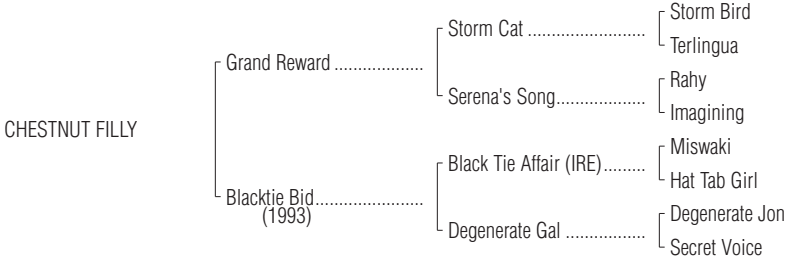 Storm Bird
Storm Cat ........................
Terlingua
Grand Reward ...................
Rahy
Serena's Song...................
Imagining
CHESTNUT FILLY
Miswaki
Black Tie Affair (IRE).........
Hat Tab Girl
Blacktie Bid.......................
(1993)
Degenerate Jon
Degenerate Gal .................
Secret Voice